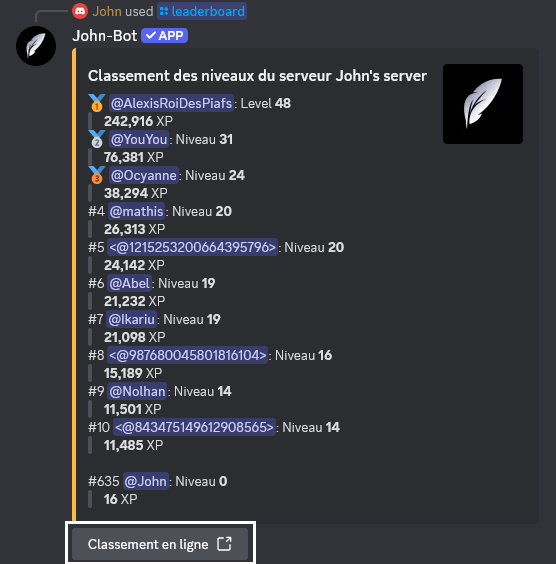 John used leaderboard
John-Bot APP
Classement des niveaux du serveur John's server
@AlexisRoiDesPiafs: Level 48
242,916 XP
@YouYou: Niveau 31
76,381 XP
@Ocyanne: Niveau 24
38,294 XP
#4 @mathis: Niveau 20
26,313 XP
#5 <@1215253200664395796>: Niveau 20
24,142 XP
#6 @Abel: Niveau 19
21,232 XP
#7 @Ikariu: Niveau 19
21,098 XP
#8 <@987680045801816104>: Niveau 16
15,189 XP
#9 @Nolhan: Niveau 14
11,501 XP
#10 <@843475149612908565>: Niveau 14
11,485 XP
#635 @John: Niveau 0
16 XP
Classement en ligne